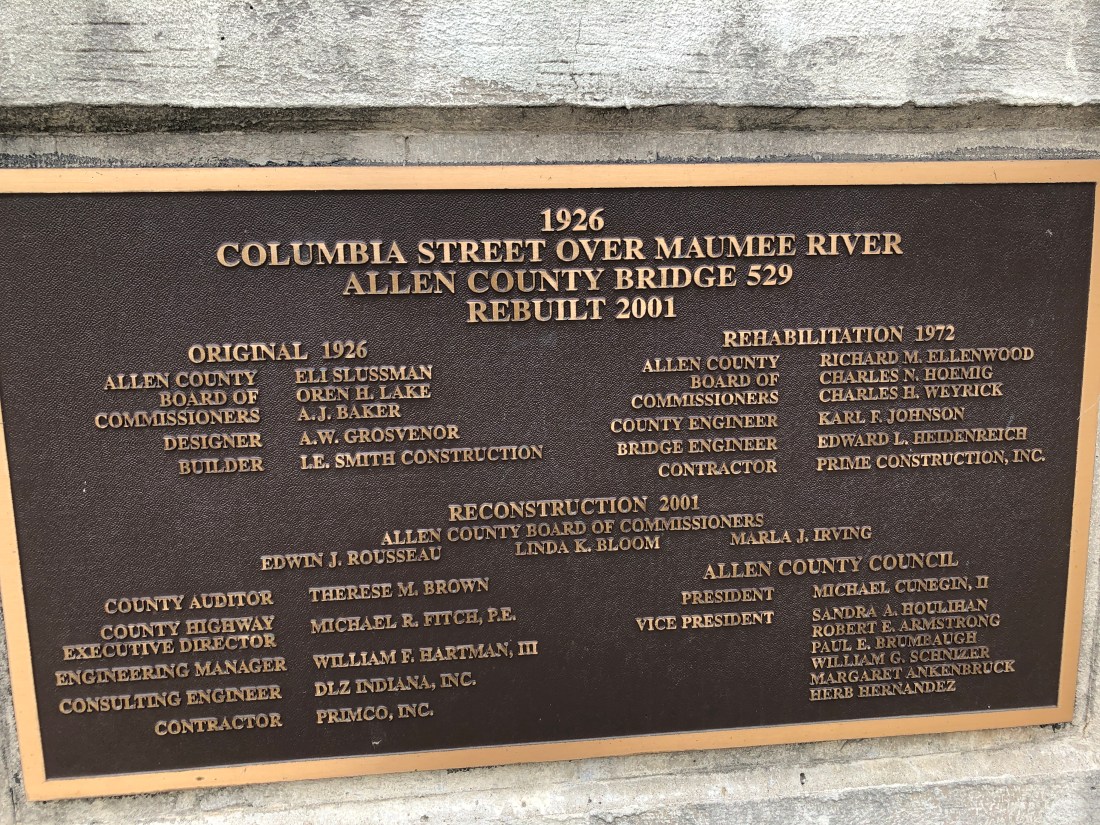 1926
COLUMBIA STREET OVER MAUMEE RIVER
ALLEN COUNTY BRIDGE 529
REBUILT 2001
ORIGINAL 1926
ALLEN COUNTY ELI SLUSSMAN
BOARD OF OREN H. LAKE
COMMISSIONERS A.J. BAKER
DESIGNER A.W. GROSVENOR
BUILDER I.E. SMITH CONSTRUCTION
REHABILITATION 1972
ALLEN COUNTY RICHARD M. ELLENWOOD
BOARD OF CHARLES N. HOEMIG
COMMISSIONERS CHARLES H. WEYRICK
COUNTY ENGINEER KARL F. JOHNSON
BRIDGE ENGINEER EDWARD L. HEIDENREICH
CONTRACTOR PRIME CONSTRUCTION, INC.
RECONSTRUCTION 2001
ALLEN COUNTY BOARD OF COMMISSIONERS
EDWIN J. ROUSSEAU LINDA K. BLOOM MARLA J. IRVING
COUNTY AUDITOR THERESE M. BROWN
COUNTY HIGHWAY
EXECUTIVE DIRECTOR MICHAEL R. FITCH, P.E.
ENGINEERING MANAGER WILLIAM F. HARTMAN, III
CONSULTING ENGINEER DLZ INDIANA, INC.
CONTRACTOR PRIMCO, INC.
ALLEN COUNTY COUNCIL
PRESIDENT MICHAEL CUNEGIN, II
VICE PRESIDENT SANDRA A. HOULIHAN
ROBERT E. ARMSTRONG
PAUL E. BRUMBAUGH
WILLIAM G. SCHNIZER
MARGARET ANKENBRUCK
HERB HERNANDEZ